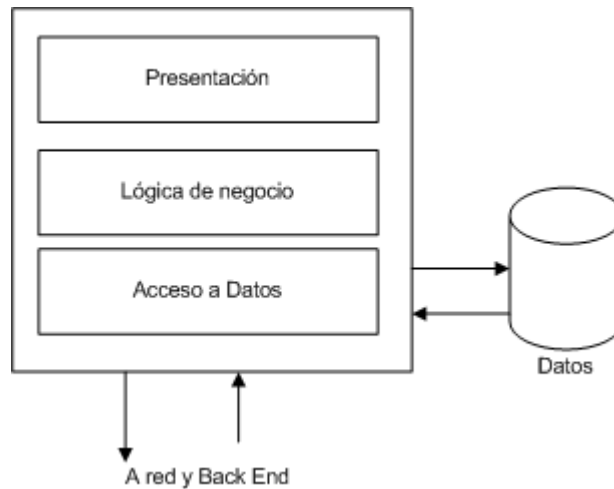 Presentación
Lógica de negocio
Acceso a Datos
Datos
A red y Back End